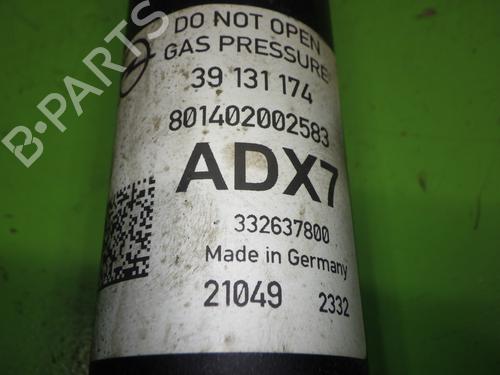 DO NOT OPEN
GAS PRESSURE
39 131 174
801402002583
ADX7
332637800
Made in Germany
21049 2332
B-PARTS